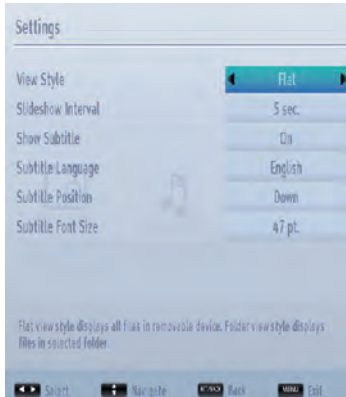 Settings
View Style Flat
Slideshow Interval 5 sec.
Show Subtitle On
Subtitle Language English
Subtitle Position Down
Subtitle Font Size 47 pt.
Flat view style displays all files in removable device. Folder view style displays
files in selected folder.
Select Navigate Back MENU Exit